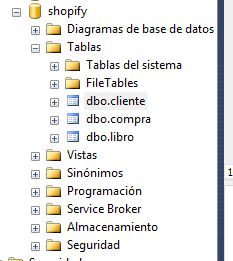 shopify
Diagramas de base de datos
Tablas
Tablas del sistema
FileTables
dbo.cliente
dbo.compra
dbo.libro
Vistas
Sinónimos
Programación
Service Broker
Almacenamiento
Seguridad
1